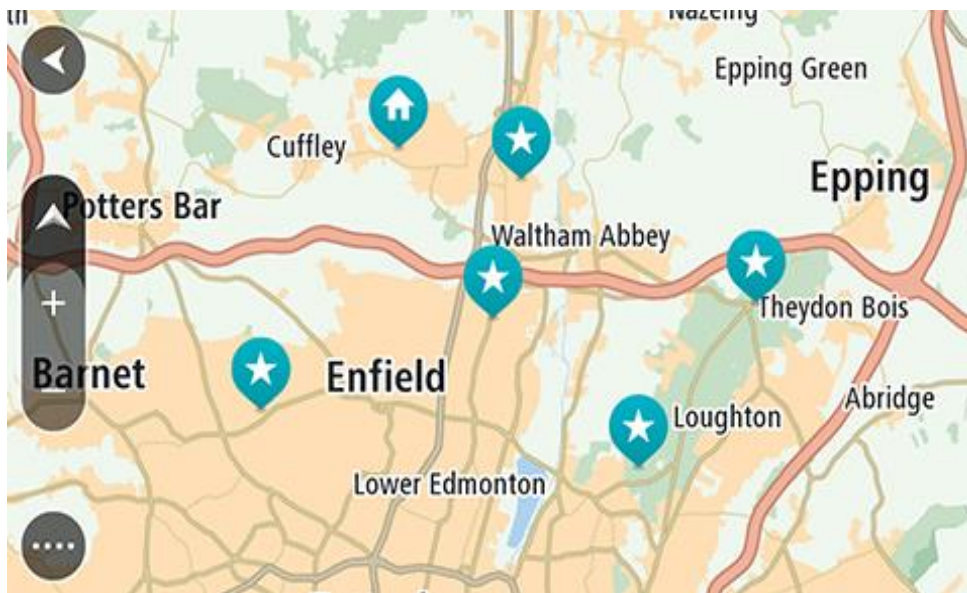 Nazeing
Epping Green
Cuffley
Epping
Potters Bar
Waltham Abbey
Theydon Bois
Barnet
Enfield
Abridge
Loughton
Lower Edmonton